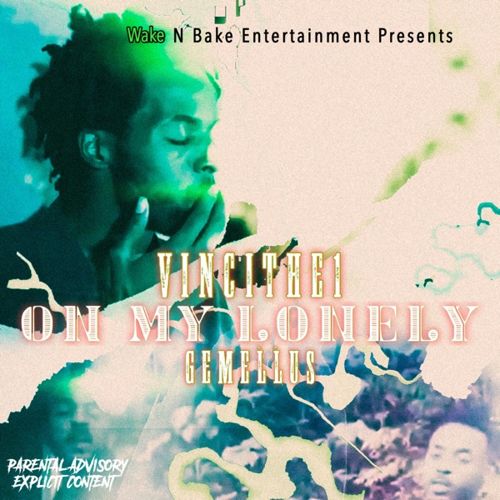 Wake N Bake Entertainment Presents
VINCITHE1
ON MY LONELY
GEMELLUS
PARENTAL ADVISORY
EXPLICIT CONTENT